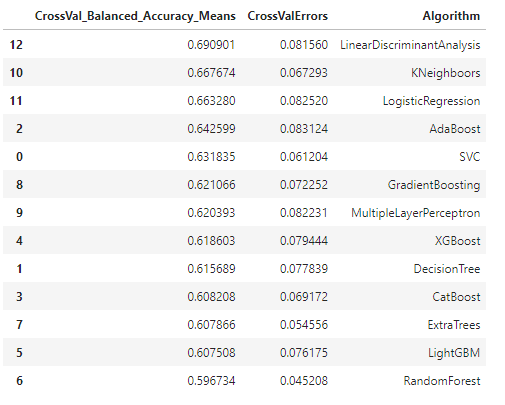 CrossVal_Balanced_Accuracy_Means CrossValErrors Algorithm
12 0.690901 0.081560 LinearDiscriminantAnalysis
10 0.667674 0.067293 KNeighboors
11 0.663280 0.082520 LogisticRegression
2 0.642599 0.083124 AdaBoost
0 0.631835 0.061204 SVC
8 0.621066 0.072252 GradientBoosting
9 0.620393 0.082231 MultipleLayerPerceptron
4 0.618603 0.079444 XGBoost
1 0.615689 0.077839 DecisionTree
3 0.608208 0.069172 CatBoost
7 0.607866 0.054556 ExtraTrees
5 0.607508 0.076175 LightGBM
6 0.596734 0.045208 RandomForest